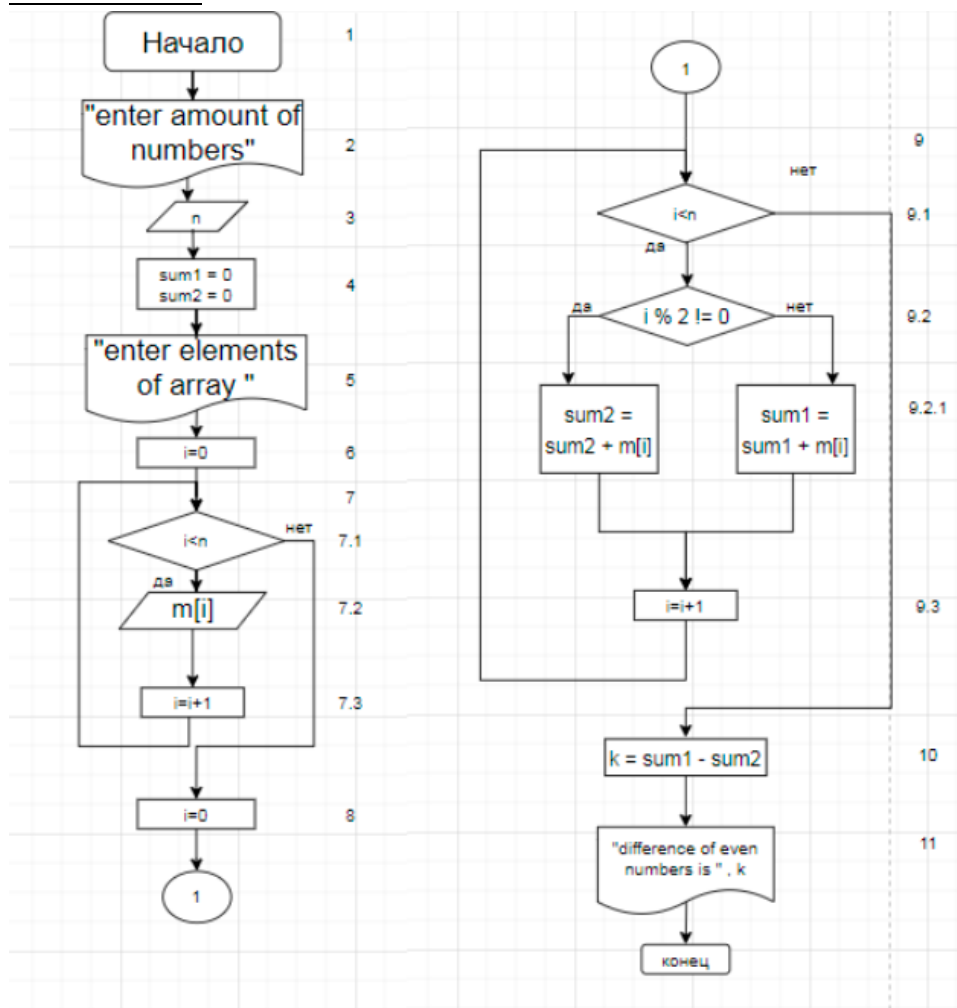 Начало
1
"enter amount of
numbers"
2
n
3
sum1 = 0
sum2 = 0
4
"enter elements
of array "
5
i=0
6
7
i<n
нет
7.1
да
m[i]
7.2
i=i+1
7.3
i=0
8
1
1
9
нет
i<n
9.1
да
да
i % 2 != 0
нет
9.2
sum2 =
sum2 + m[i]
sum1 =
sum1 + m[i]
9.2.1
i=i+1
9.3
k = sum1 - sum2
10
"difference of even
numbers is " , k
11
конец